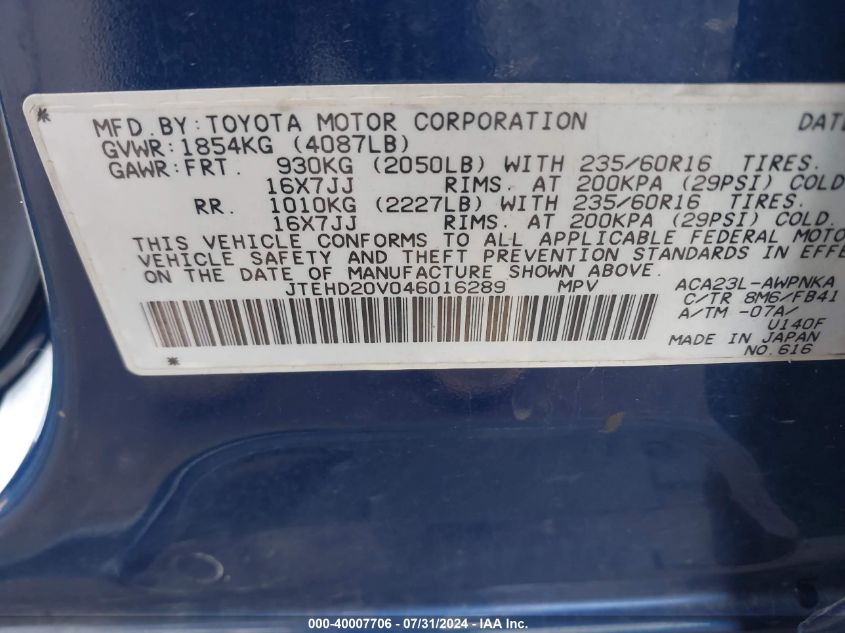 MFD.BY:TOYOTA MOTOR CORPORATION DATE
GVWR:1854KG (4087LB)
GAWR:FRT. 930KG (2050LB) WITH 235/60R16 TIRES.
16X7JJ RIMS. AT 200KPA (29PSI) COLD
RR. 1010KG (2227LB) WITH 235/60R16 TIRES.
16X7JJ RIMS. AT 200KPA (29PSI) COLD.
THIS VEHICLE CONFORMS TO ALL APPLICABLE FEDERAL MOTO
VEHICLE SAFETY AND THEFT PREVENTION STANDARDS IN EFFE
ON THE DATE OF MANUFACTURE SHOWN ABOVE.
JTEHD20V046016289 MPV ACA23L-AWPNKA
C/TR 8M6/FB41
A/TM -07A/
U140F
MADE IN JAPAN
NO.616
000-40007706 - 07/31/2024 - IAA Inc.